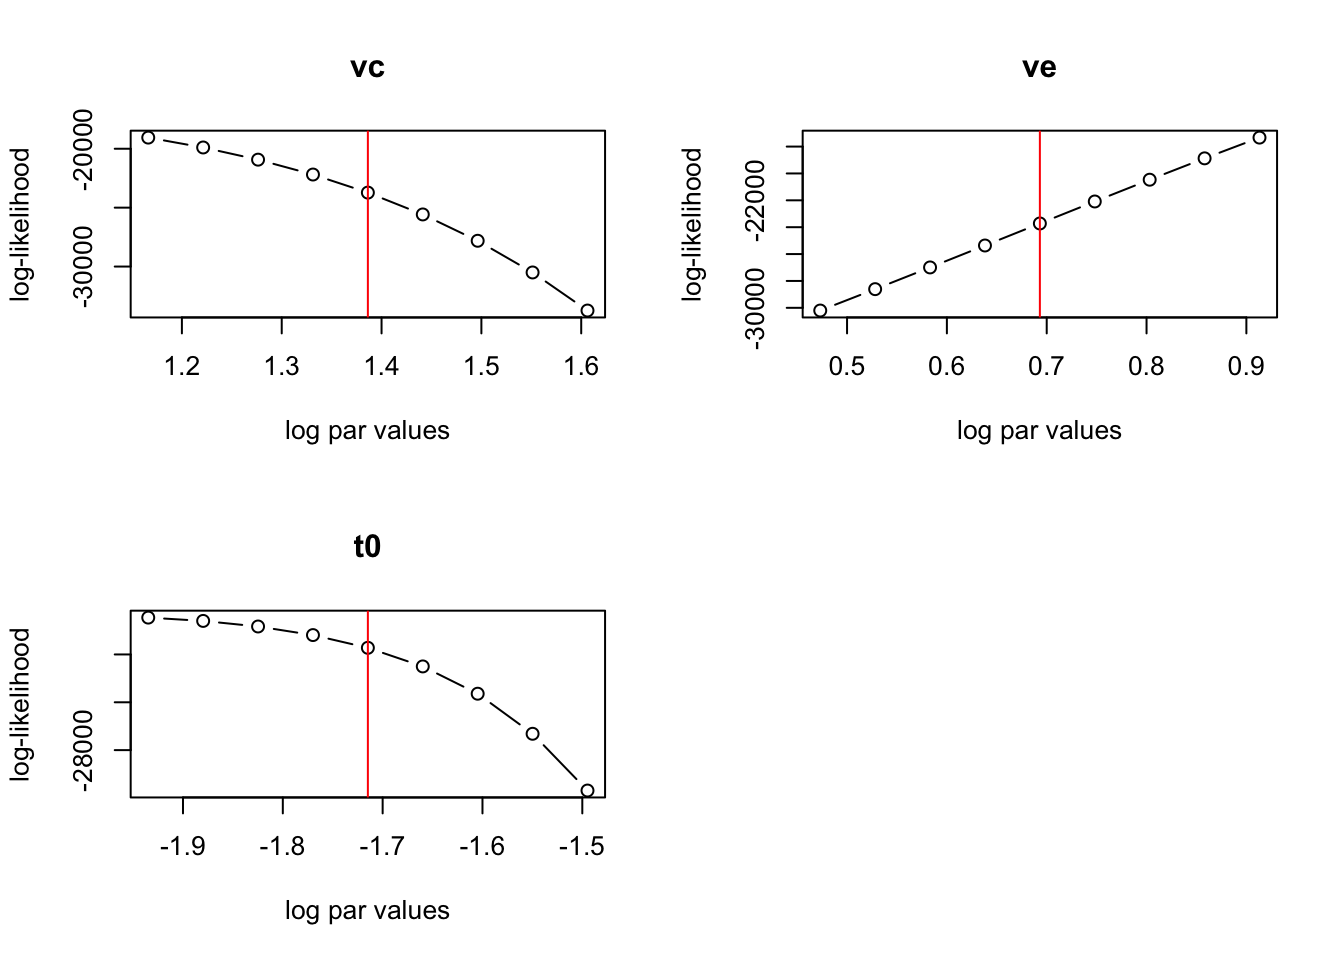 vc
log-likelihood
-20000
-30000
1.2 1.3 1.4 1.5 1.6
log par values
ve
log-likelihood
-22000
-30000
0.5 0.6 0.7 0.8 0.9
log par values
t0
log-likelihood
-28000
-1.9 -1.8 -1.7 -1.6 -1.5
log par values